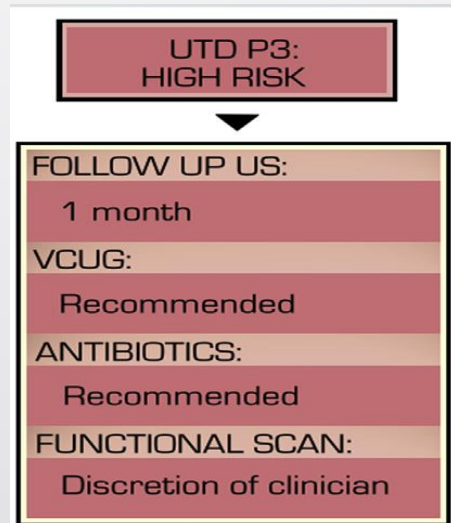 UTD P3:
HIGH RISK
FOLLOW UP US:
1 month
VCUG:
Recommended
ANTIBIOTICS:
Recommended
FUNCTIONAL SCAN:
Discretion of clinician